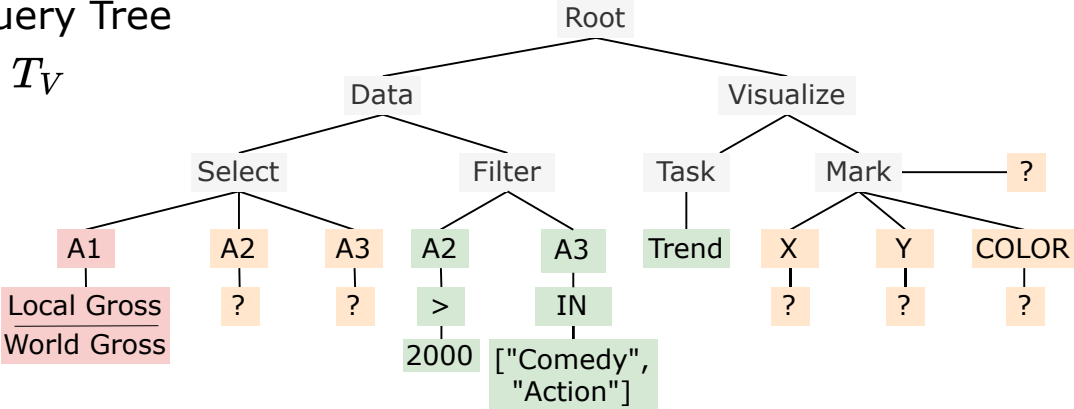 uery Tree
T_V
Root
Data Visualize
Select Filter Task Mark ?
A1 A2 A3 A2 A3 Trend X Y COLOR
Local Gross ? ? > IN ? ? ?
World Gross 2000 ["Comedy",
"Action"]